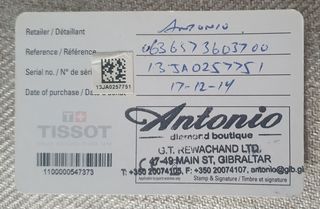 Retailer / Détaillant Antonio.
Reference / Référence 0636573603700
Serial no. / N° de série 13JA0257751
13JA0257751
Date of purchase / Date d'achat 17-12-14
TISSOT
Antonio
diamond boutique
G.T. REWACHAND LTD.
47-49 MAIN ST, GIBRALTAR
T: +350 20074105, F: +350 20074107, antonio@gib.gi
Stamp & Signature / Timbre et signature
1100000547373